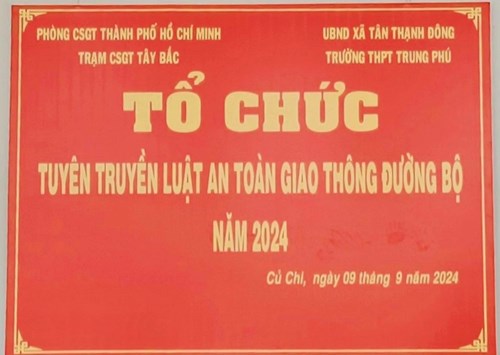 PHÒNG CSGT THÀNH PHỐ HỒ CHÍ MINH
TRẠM CSGT TÂY BẮC
UBND XÃ TÂN THẠNH ĐÔNG
TRƯỜNG THPT TRUNG PHÚ
TỔ CHỨC
TUYÊN TRUYỀN LUẬT AN TOÀN GIAO THÔNG ĐƯỜNG BỘ
NĂM 2024
Củ Chi, ngày 09 tháng 9 năm 2024